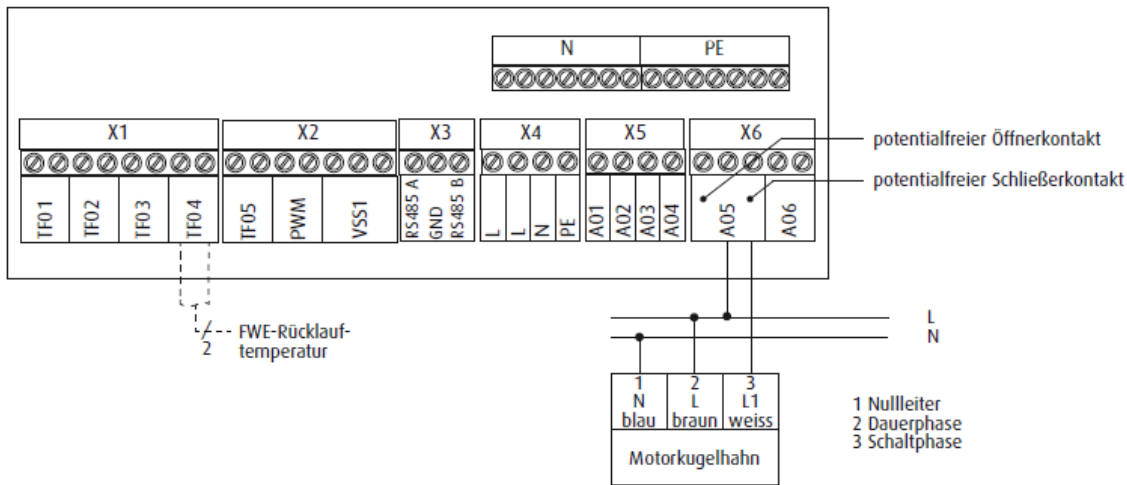 N PE
X1 X2 X3 X4 X5 X6
potentialfreier Öffnerkontakt
potentialfreier Schließerkontakt
TF01 TF02 TF03 TF04 TF05 PWM VSS1 RS485 A GND RS485 B L L N PE A01 A02 A03 A04 A05 A06
2
FWE-Rücklauf-
temperatur
L
N
1 2 3
N L L1
blau braun weiss
Motorkugelhahn
1 Nullleiter
2 Dauerphase
3 Schaltphase